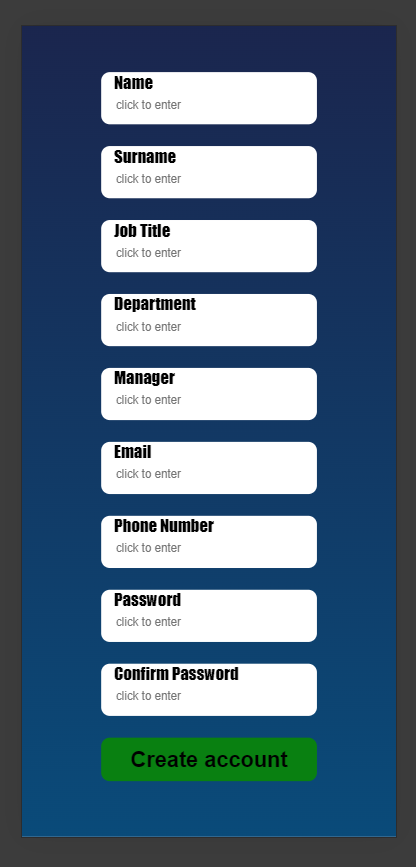 Name
click to enter
Surname
click to enter
Job Title
click to enter
Department
click to enter
Manager
click to enter
Email
click to enter
Phone Number
click to enter
Password
click to enter
Confirm Password
click to enter
Create account